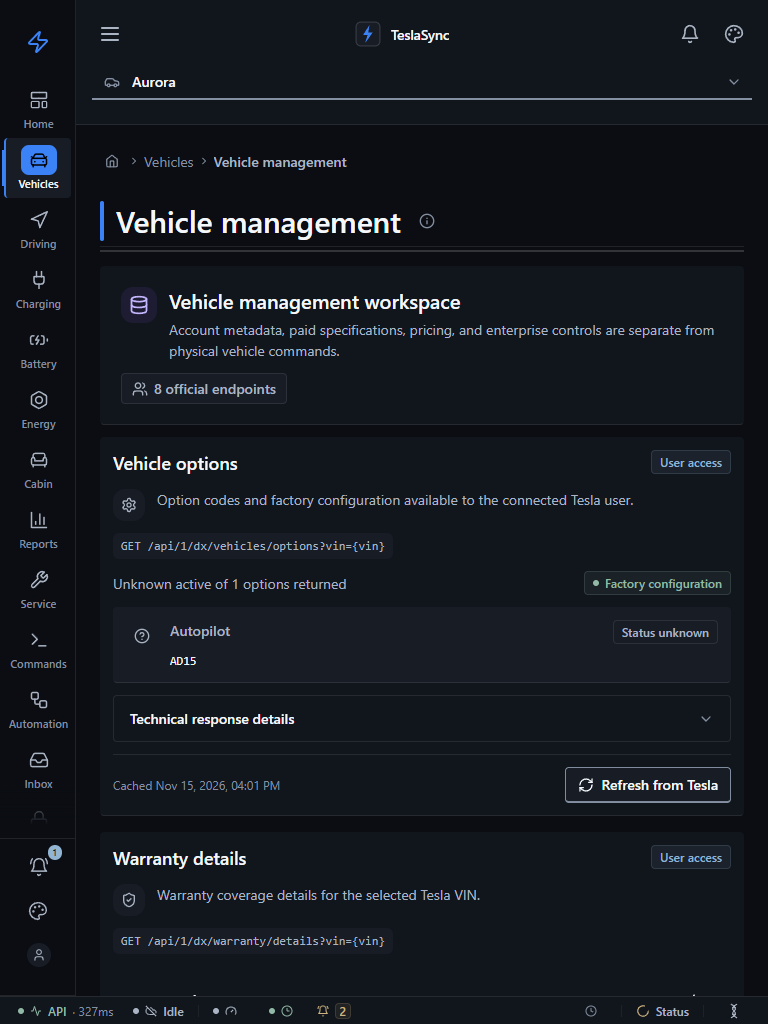 TeslaSync
Aurora
Home
Vehicles
Driving
Charging
Battery
Energy
Cabin
Reports
Service
Commands
Automation
Inbox
1
Vehicles
Vehicle management
Vehicle management
Vehicle management workspace
Account metadata, paid specifications, pricing, and enterprise controls are separate from
physical vehicle commands.
8 official endpoints
Vehicle options
User access
Option codes and factory configuration available to the connected Tesla user.
GET /api/1/dx/vehicles/options?vin={vin}
Unknown active of 1 options returned
Factory configuration
Autopilot
Status unknown
AD15
Technical response details
Cached Nov 15, 2026, 04:01 PM
Refresh from Tesla
Warranty details
User access
Warranty coverage details for the selected Tesla VIN.
GET /api/1/dx/warranty/details?vin={vin}
API · 327ms
Idle
2
Status